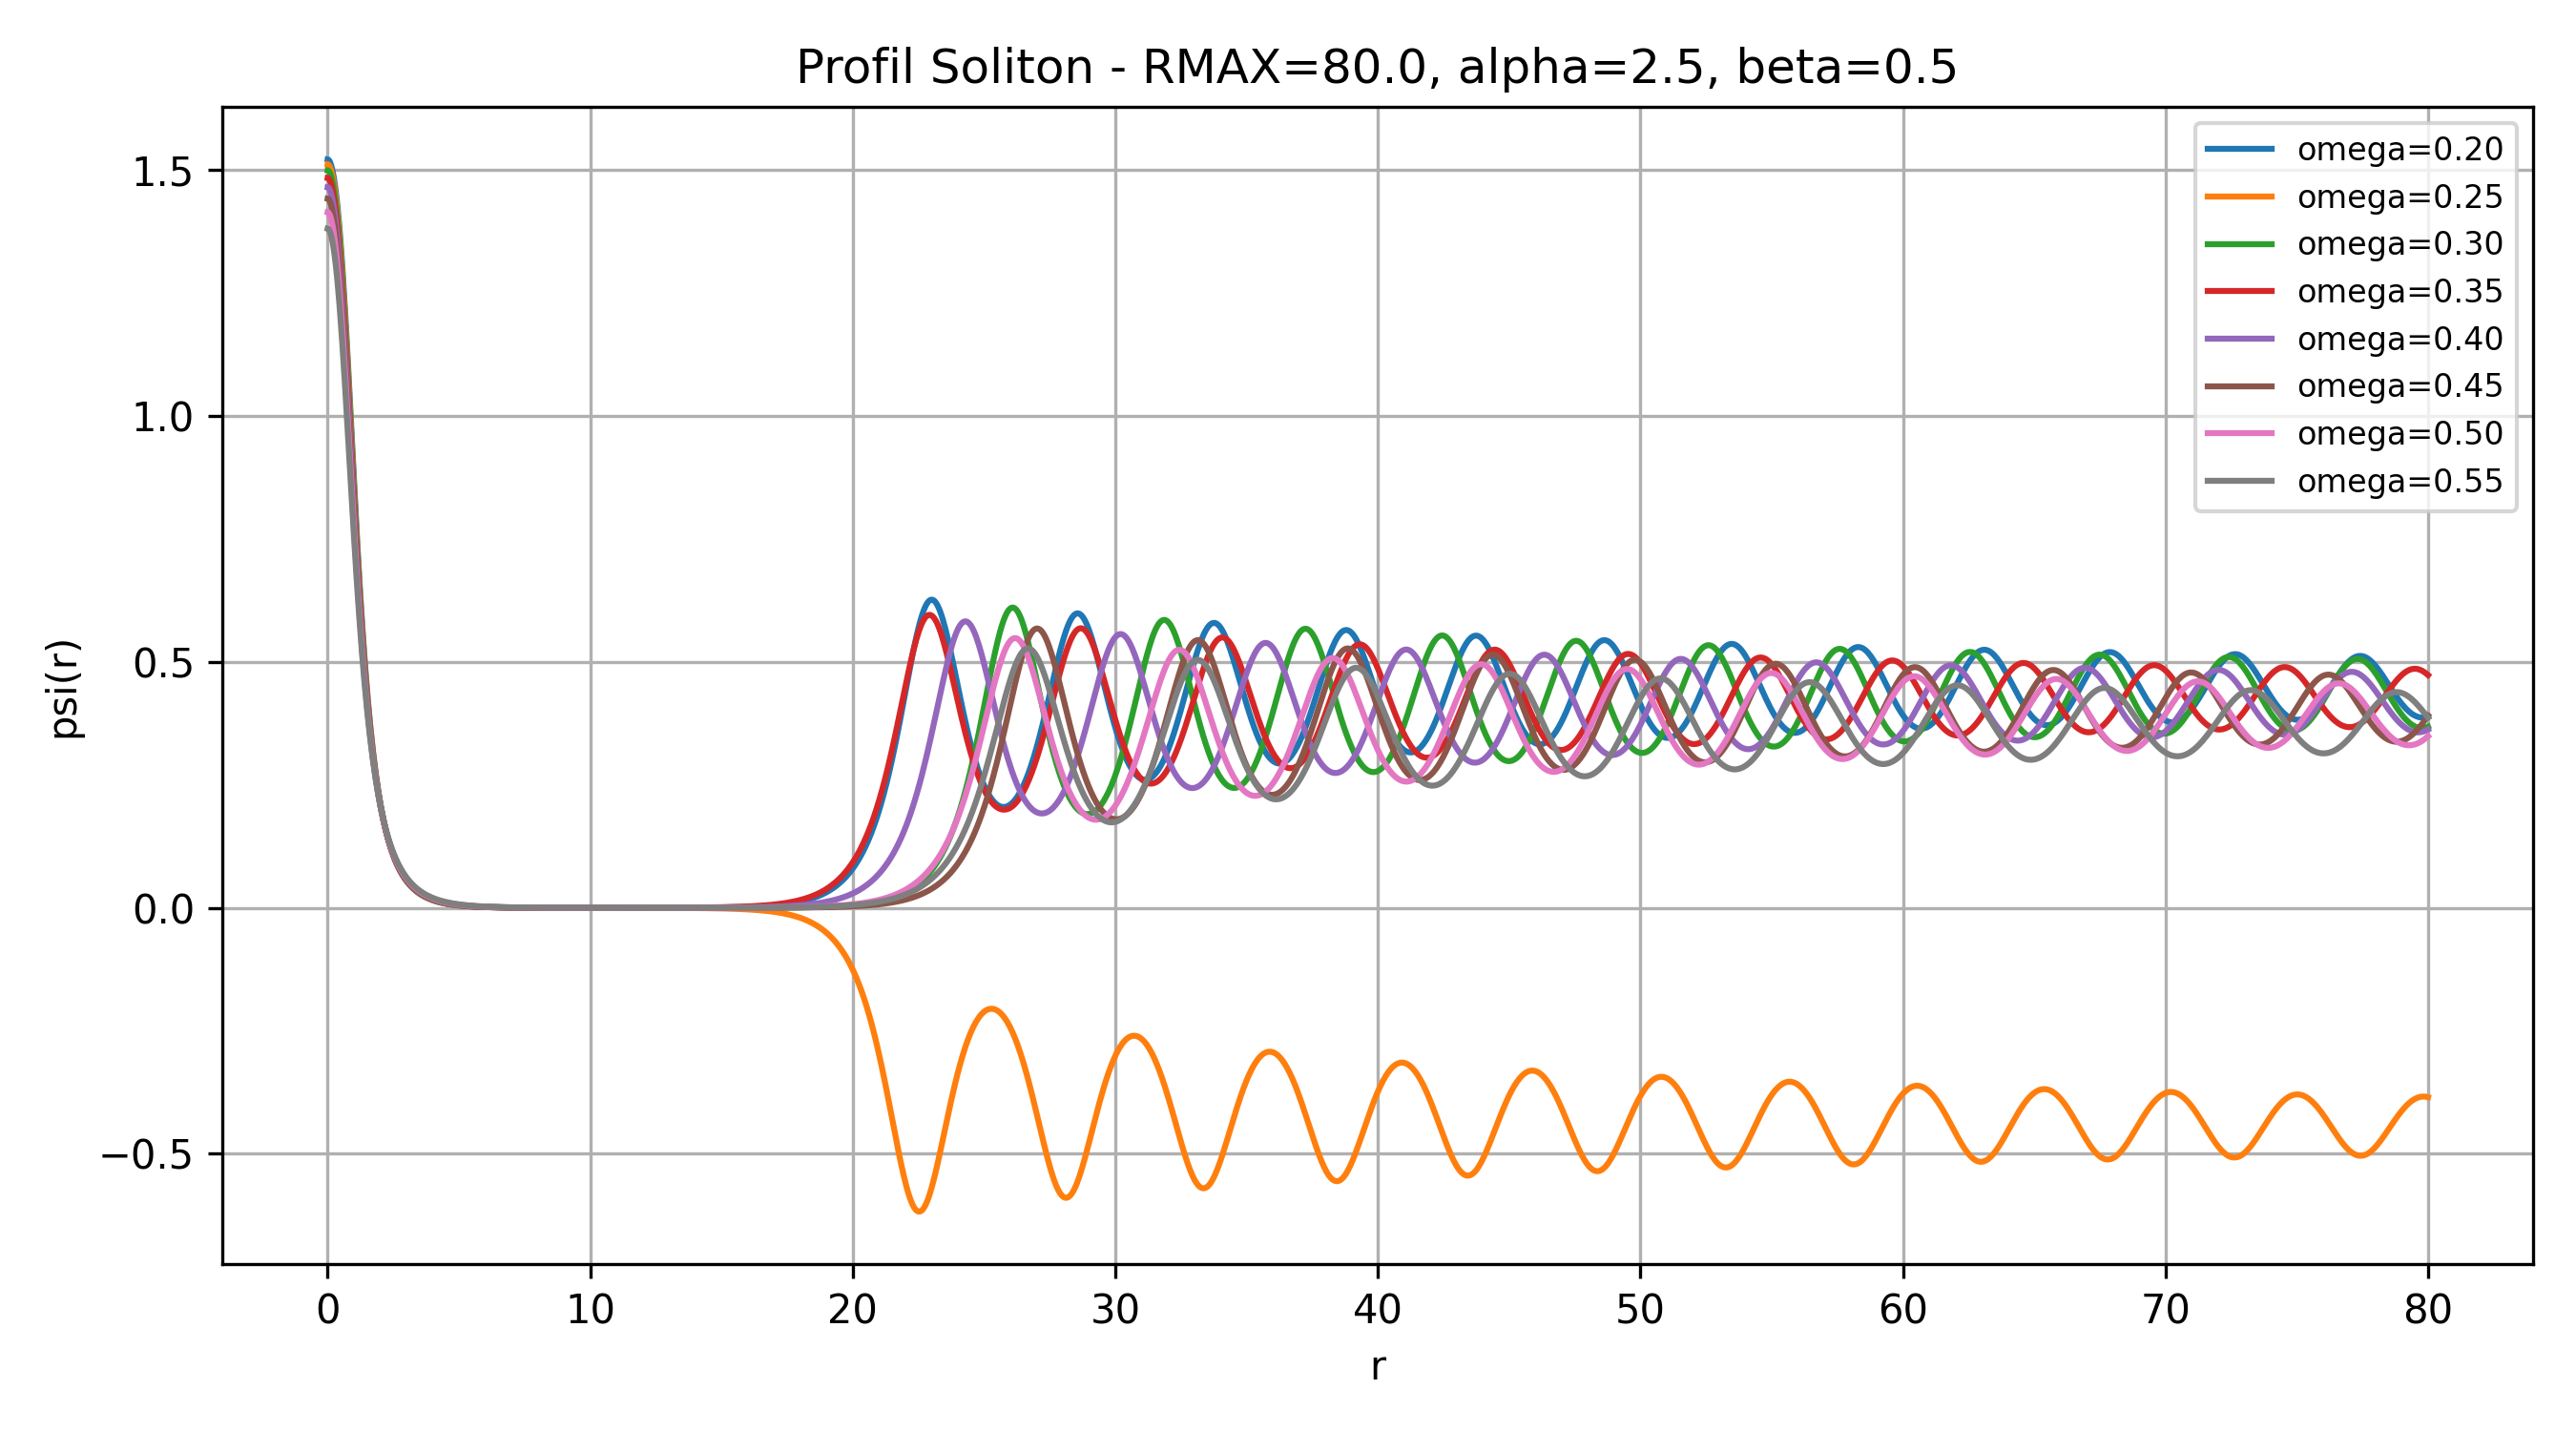 Profil Soliton - RMAX=80.0, alpha=2.5, beta=0.5
omega=0.20
omega=0.25
omega=0.30
omega=0.35
omega=0.40
omega=0.45
omega=0.50
omega=0.55
psi(r)
1.5
1.0
0.5
0.0
−0.5
0 10 20 30 40 50 60 70 80
r